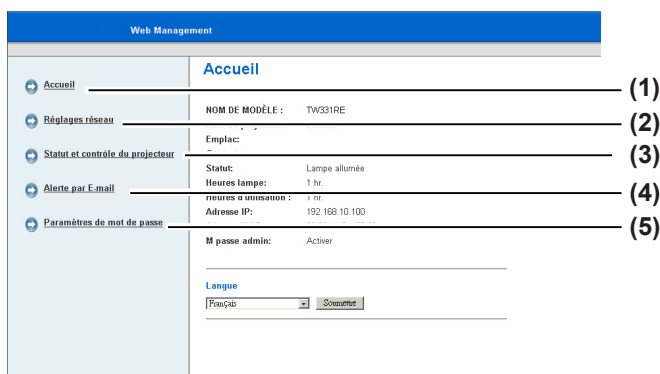 Web Management
Accueil
Réglages réseau
Statut et contrôle du projecteur
Alerte par E-mail
Paramètres de mot de passe
Accueil
NOM DE MODÈLE : TW331RE
Emplac:
Statut: Lampe allumée
Heures lampe: 1 hr.
Heures d'utilisation : 1 hr.
Adresse IP: 192.168.10.100
M passe admin: Activer
Langue
Français Soumettre
(1)
(2)
(3)
(4)
(5)